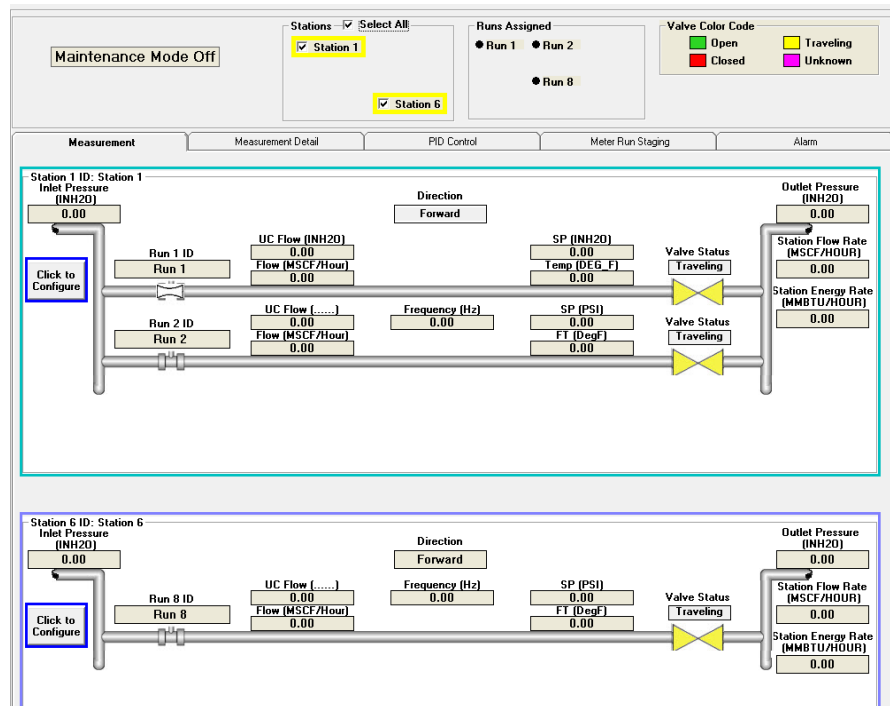 Stations Select All
Station 1
Station 6
Runs Assigned
Run 1 Run 2
Run 8
Valve Color Code
Open Traveling
Closed Unknown
Maintenance Mode Off
Measurement Measurement Detail PID Control Meter Run Staging Alarm
Station 1 ID: Station 1
Inlet Pressure
(INH2O)
0.00
Click to
Configure
Run 1 ID
Run 1
UC Flow (INH2O)
0.00
Flow (MSCF/Hour)
0.00
Direction
Forward
SP (INH2O)
0.00
Temp (DEG_F)
0.00
Valve Status
Traveling
Run 2 ID
Run 2
UC Flow (......)
0.00
Flow (MSCF/Hour)
0.00
Frequency (Hz)
0.00
SP (PSI)
0.00
FT (DegF)
0.00
Valve Status
Traveling
Outlet Pressure
(INH2O)
0.00
Station Flow Rate
(MSCF/HOUR)
0.00
Station Energy Rate
(MMBTU/HOUR)
0.00
Station 6 ID: Station 6
Inlet Pressure
(INH2O)
0.00
Click to
Configure
Run 8 ID
Run 8
UC Flow (......)
0.00
Flow (MSCF/Hour)
0.00
Direction
Forward
Frequency (Hz)
0.00
SP (PSI)
0.00
FT (DegF)
0.00
Valve Status
Traveling
Outlet Pressure
(INH2O)
0.00
Station Flow Rate
(MSCF/HOUR)
0.00
Station Energy Rate
(MMBTU/HOUR)
0.00